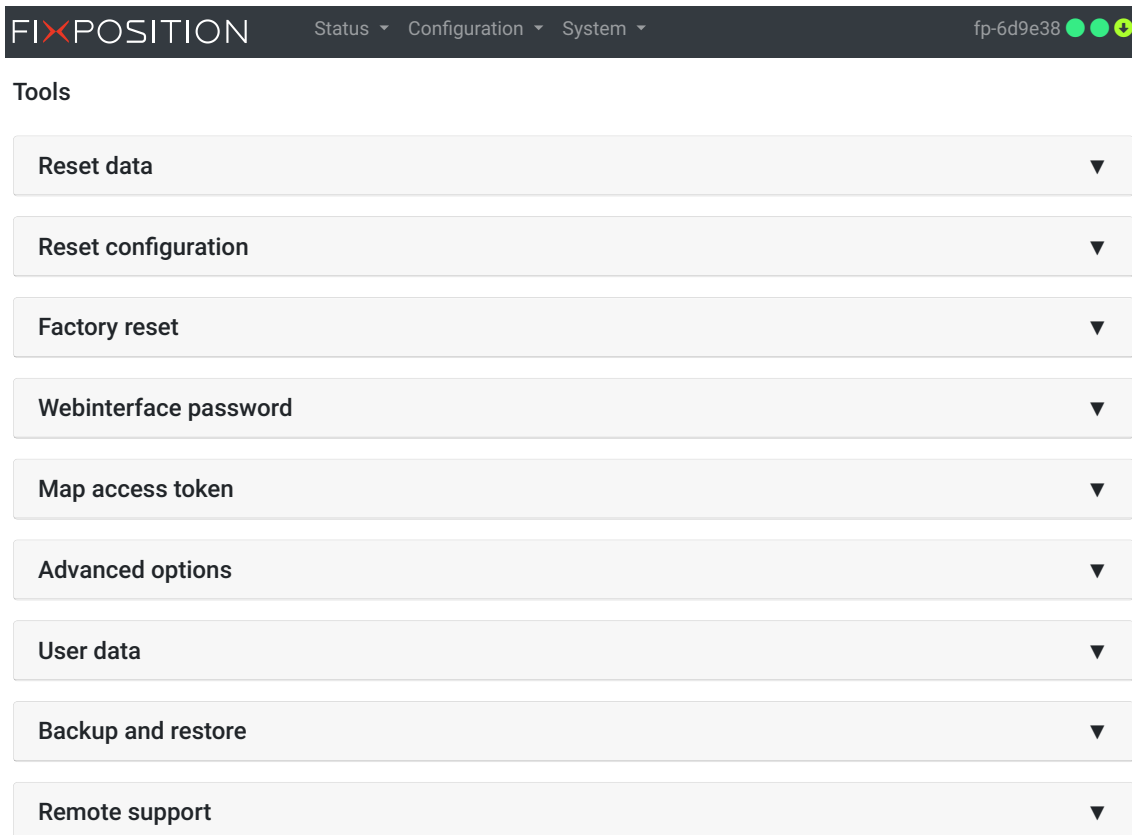 FIXPOSITION Status Configuration System fp-6d9e38
Tools
Reset data
Reset configuration
Factory reset
Webinterface password
Map access token
Advanced options
User data
Backup and restore
Remote support